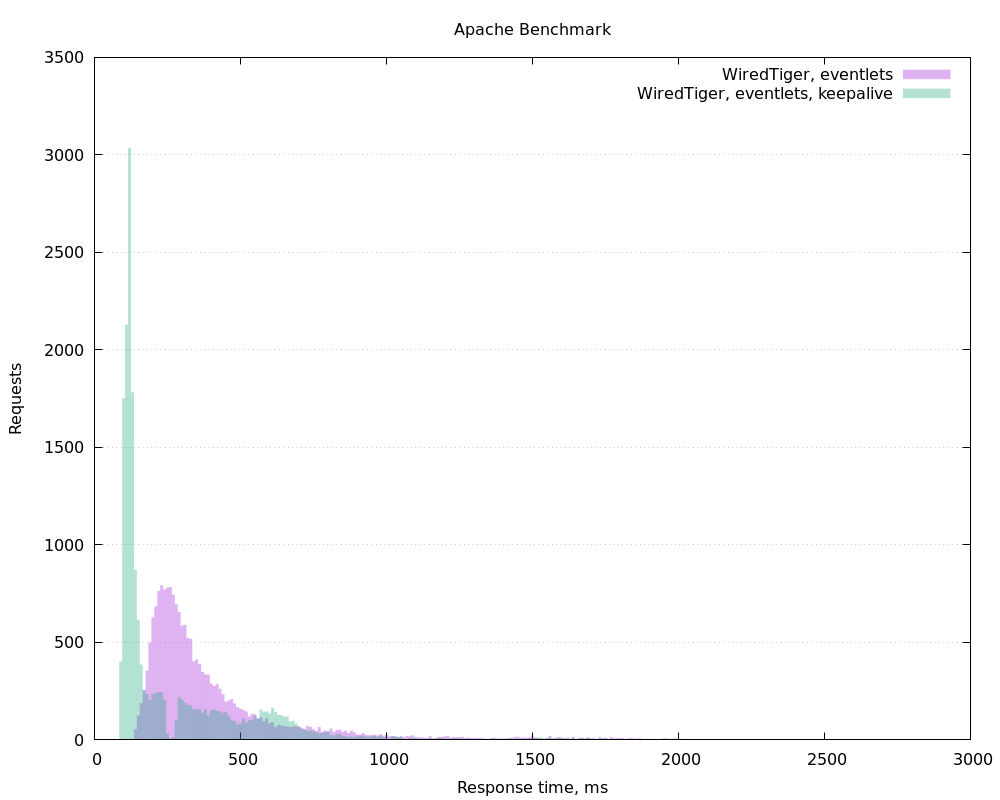 Apache Benchmark
3500
WiredTiger, eventlets
WiredTiger, eventlets, keepalive
3000
2500
2000
1500
1000
500
0
Requests
0 500 1000 1500 2000 2500 3000
Response time, ms